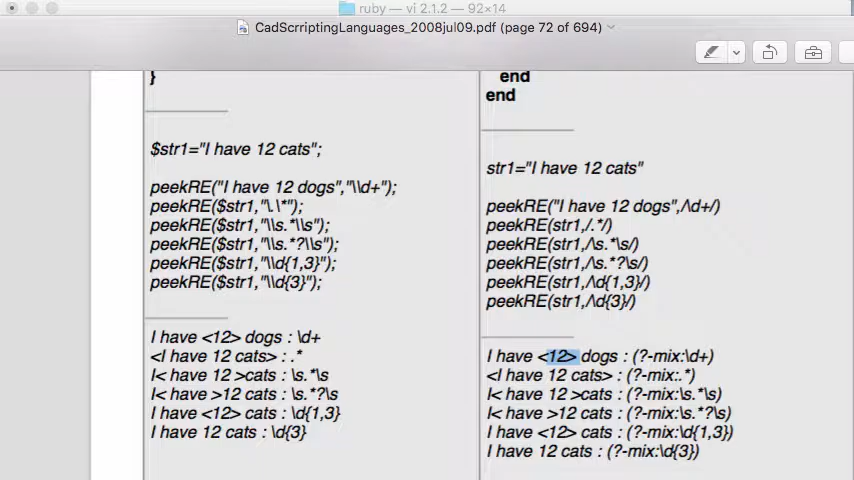 ruby — vi 2.1.2 — 92×14
CadScrriptingLanguages_2008jul09.pdf (page 72 of 694)
}
$str1="I have 12 cats";
peekRE("I have 12 dogs","\\d+");
peekRE($str1,"\.\*");
peekRE($str1,"\\s.*\\s");
peekRE($str1,"\\s.*?\\s");
peekRE($str1,"\\d{1,3}");
peekRE($str1,"\\d{3}");
I have <12> dogs : \d+
<I have 12 cats> : .*
I< have 12 >cats : \s.*\s
I< have >12 cats : \s.*?\s
I have <12> cats : \d{1,3}
I have 12 cats : \d{3}
end
end
str1="I have 12 cats"
peekRE("I have 12 dogs",/\d+/)
peekRE(str1,/.*/)
peekRE(str1,/\s.*\s/)
peekRE(str1,/\s.*?\s/)
peekRE(str1,/\d{1,3}/)
peekRE(str1,/\d{3}/)
I have <12> dogs : (?-mix:\d+)
<I have 12 cats> : (?-mix:.*)
I< have 12 >cats : (?-mix:\s.*\s)
I< have >12 cats : (?-mix:\s.*?\s)
I have <12> cats : (?-mix:\d{1,3})
I have 12 cats : (?-mix:\d{3})